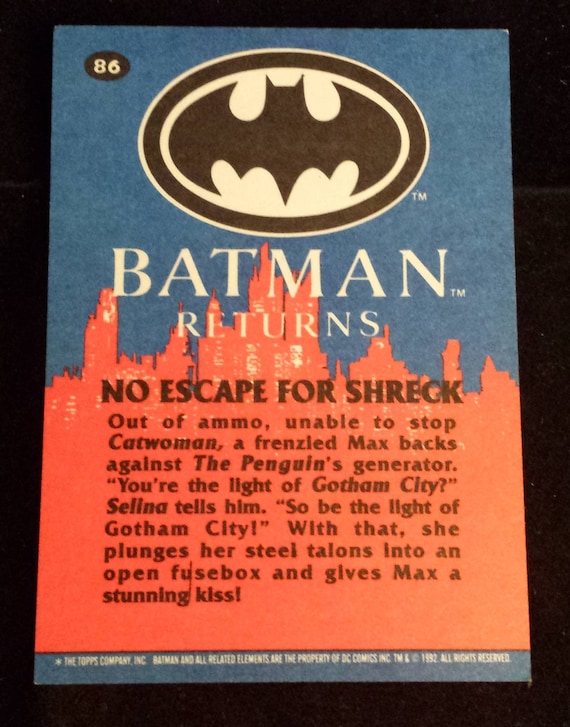 86
TM
BATMAN TM
RETURNS
NO ESCAPE FOR SHRECK
Out of ammo, unable to stop
Catwoman, a frenzled Max backs
against The Penguin's generator.
"You're the light of Gotham City?"
Selina tells him. "So be the light of
Gotham City!" With that, she
plunges her steel talons into an
open fusebox and gives Max a
stunning kiss!
* THE TOPPS COMPANY, INC. BATMAN AND ALL RELATED ELEMENTS ARE THE PROPERTY OF DC COMICS INC. TM & © 1992. ALL RIGHTS RESERVED.